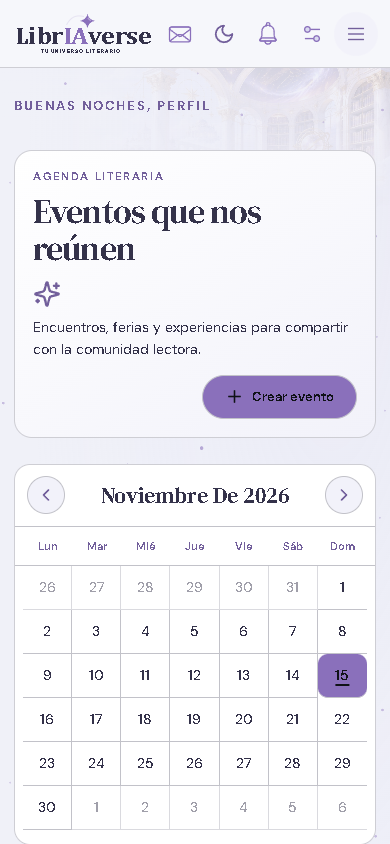 LibrIAverse
TU UNIVERSO LITERARIO
BUENAS NOCHES, PERFIL
AGENDA LITERARIA
Eventos que nos
reúnen
Encuentros, ferias y experiencias para compartir
con la comunidad lectora.
Crear evento
Noviembre De 2026
Lun Mar Mié Jue Vie Sáb Dom
26 27 28 29 30 31 1
2 3 4 5 6 7 8
9 10 11 12 13 14 15
16 17 18 19 20 21 22
23 24 25 26 27 28 29
30 1 2 3 4 5 6